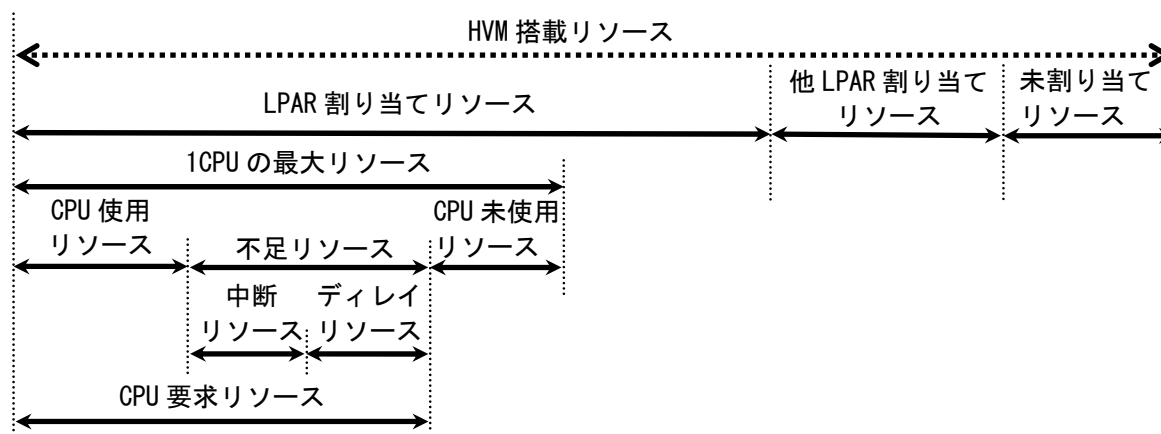 HVM 搭載リソース
LPAR 割り当てリソース
他 LPAR 割り当て
リソース
未割り当て
リソース
1CPU の最大リソース
CPU 使用
リソース
不足リソース
CPU 未使用
リソース
中断
リソース
ディレイ
リソース
CPU 要求リソース